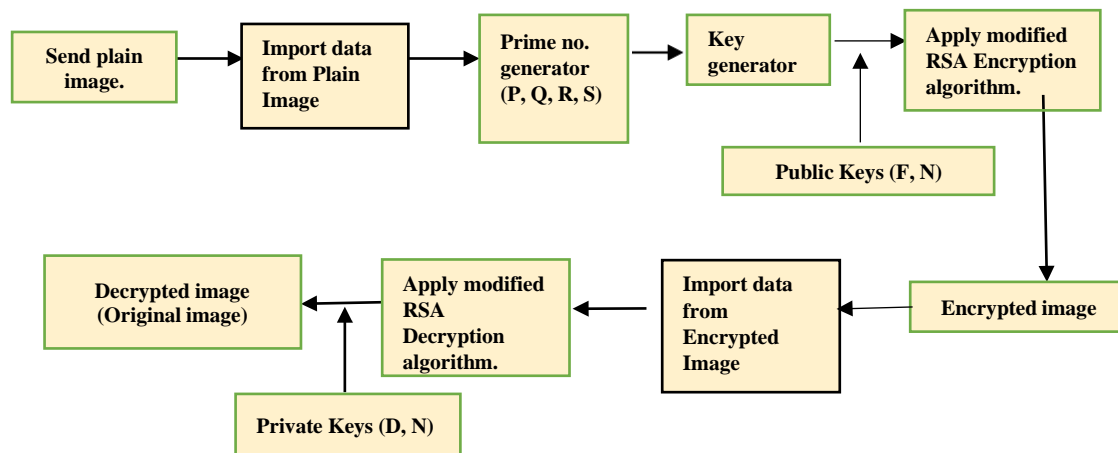 Send plain
image.
Import data
from Plain
Image
Prime no.
generator
(P, Q, R, S)
Key
generator
Apply modified
RSA Encryption
algorithm.
Public Keys (F, N)
Decrypted image
(Original image)
Apply modified
RSA
Decryption
algorithm.
Import data
from
Encrypted
Image
Encrypted image
Private Keys (D, N)